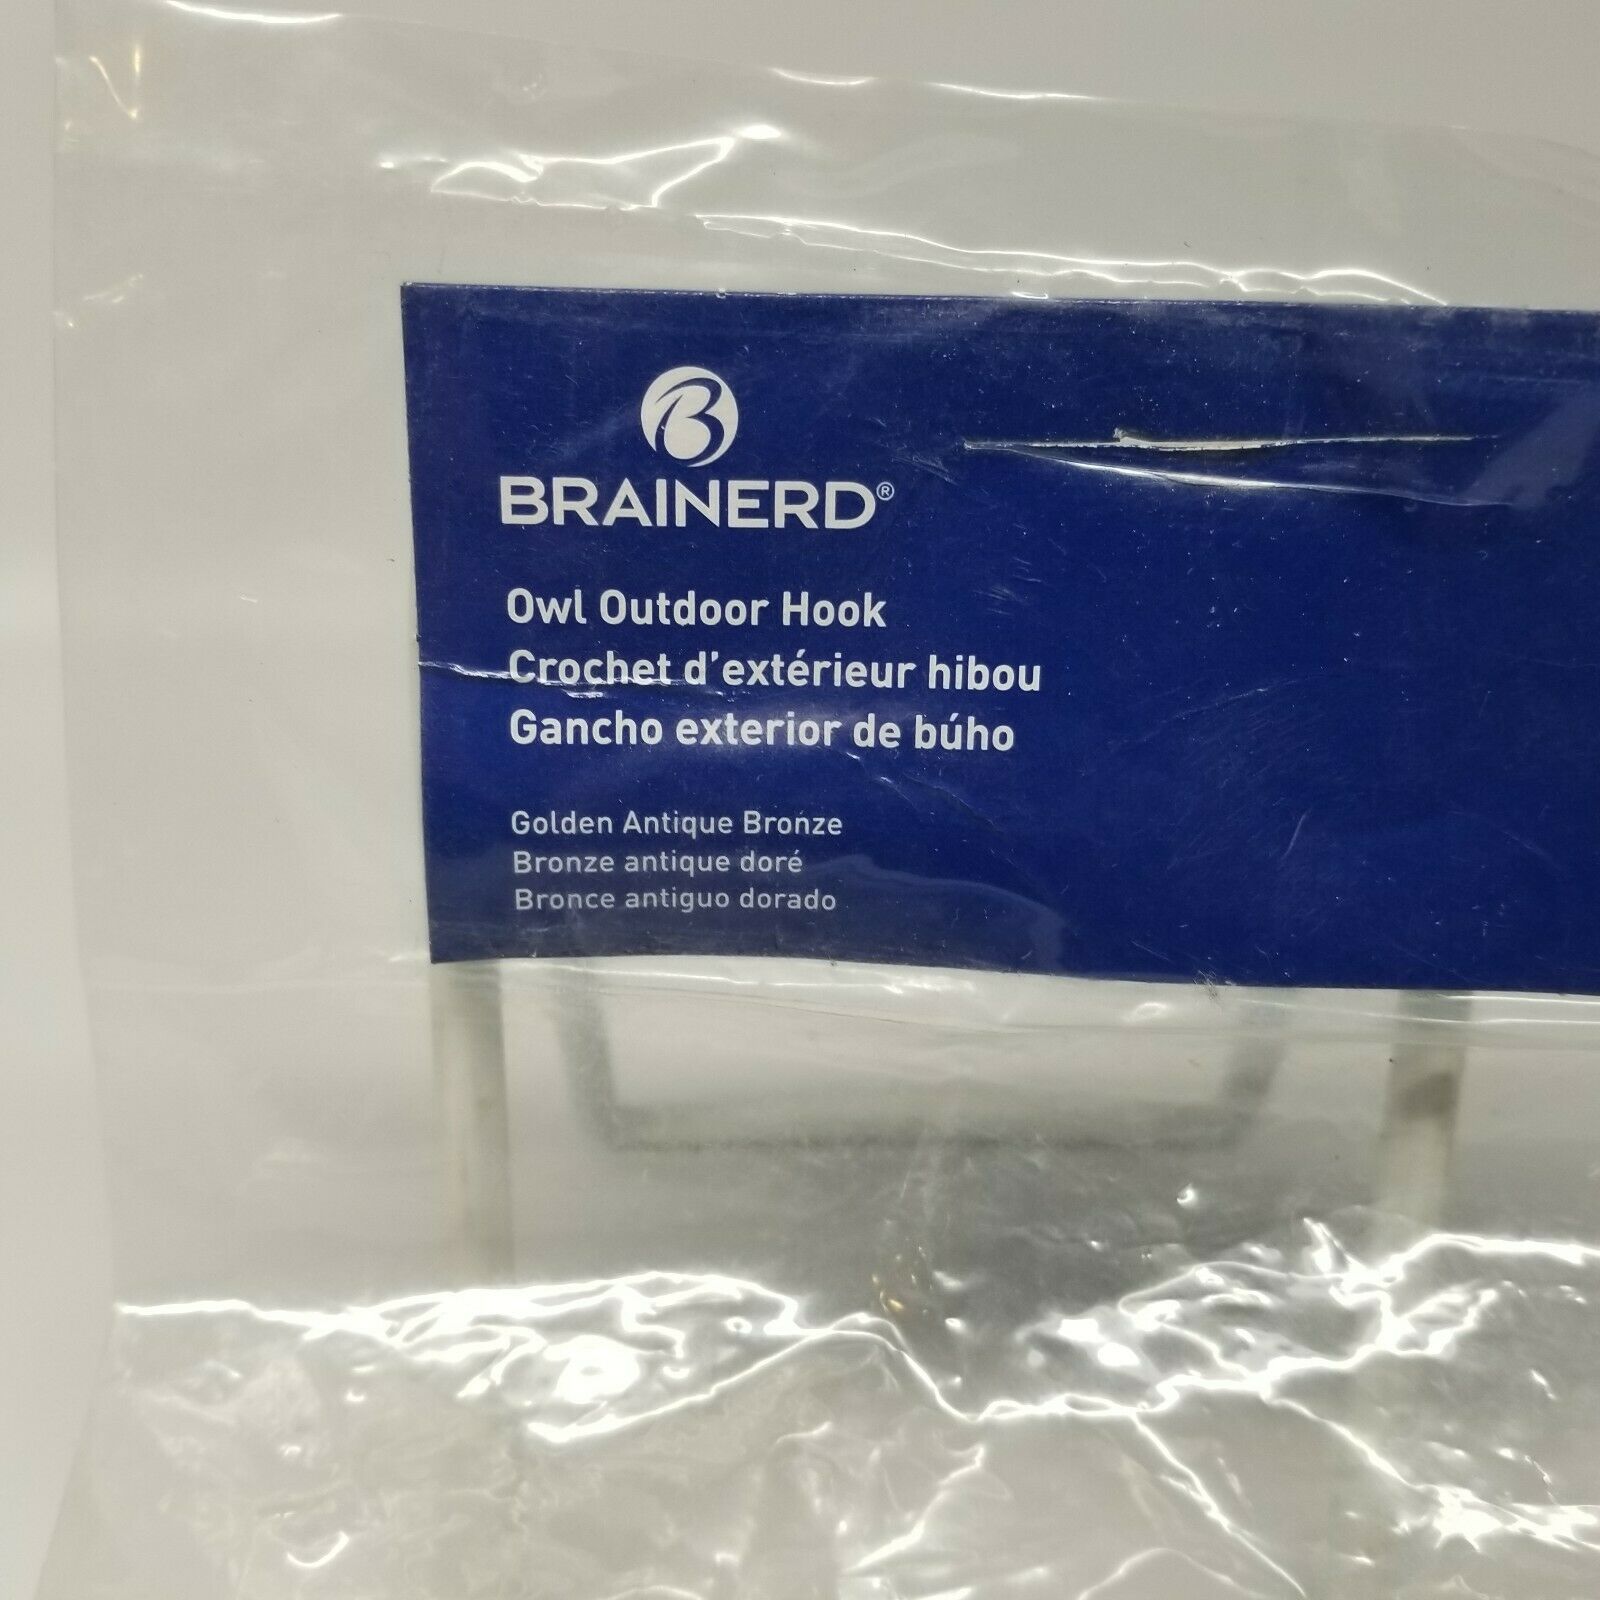 B
BRAINERD®
Owl Outdoor Hook
Crochet d'extérieur hibou
Gancho exterior de búho
Golden Antique Bronze
Bronze antique doré
Bronce antiguo dorado